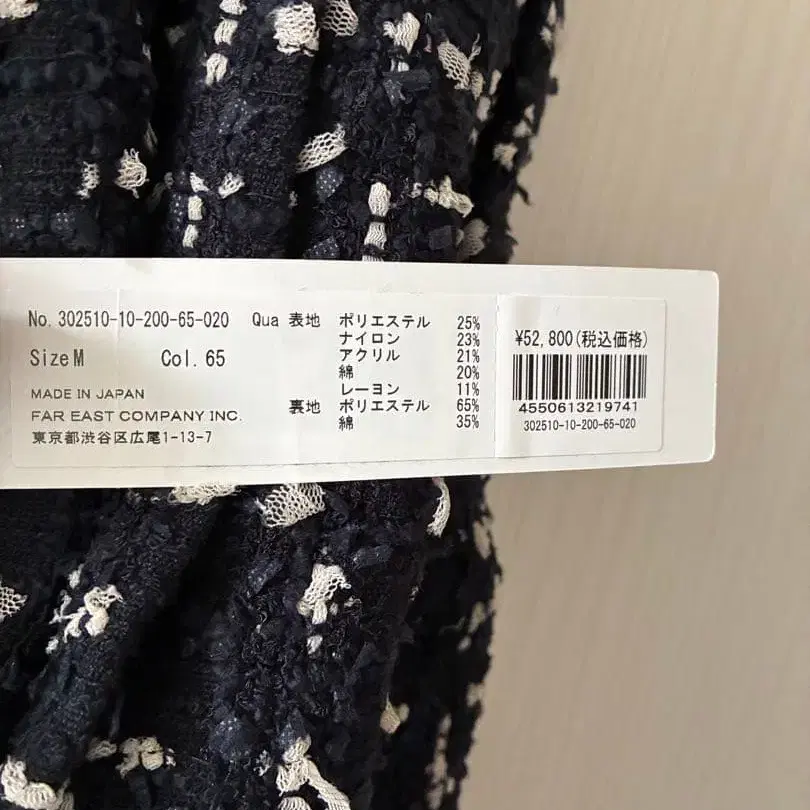 No. 302510-10-200-65-020
Size M Col. 65
MADE IN JAPAN
FAR EAST COMPANY INC.
東京都渋谷区広尾1-13-7
Qua 表地 ポリエステル 25%
ナイロン 23%
アクリル 21%
綿 20%
レーヨン 11%
裏地 ポリエステル 65%
綿 35%
¥52,800(税込価格)
4550613219741
302510-10-200-65-020